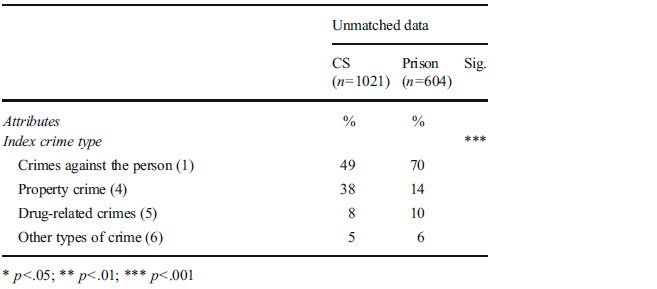 Unmatched data
CS Prison Sig.
(n=1021) (n=604)
Attributes % %
Index crime type ***
Crimes against the person (1) 49 70
Property crime (4) 38 14
Drug-related crimes (5) 8 10
Other types of crime (6) 5 6
* p<.05; ** p<.01; *** p<.001